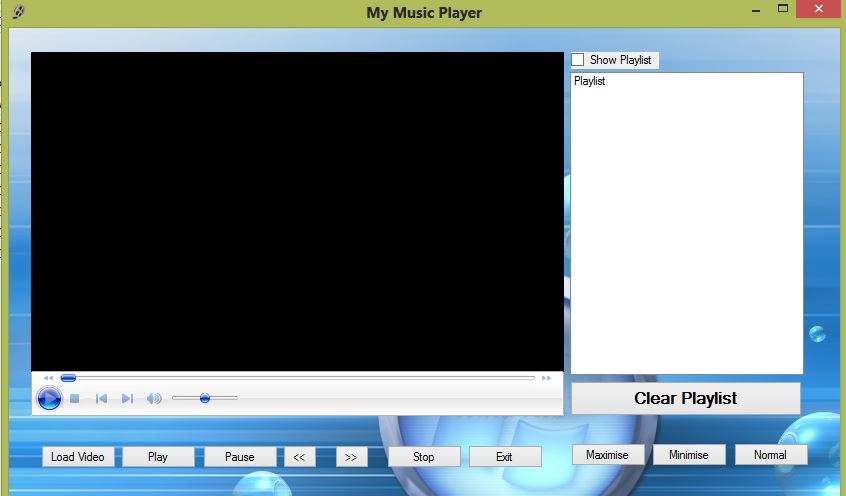 My Music Player
Show Playlist
Playlist
Clear Playlist
Load Video Play Pause << >> Stop Exit Maximise Minimise Normal